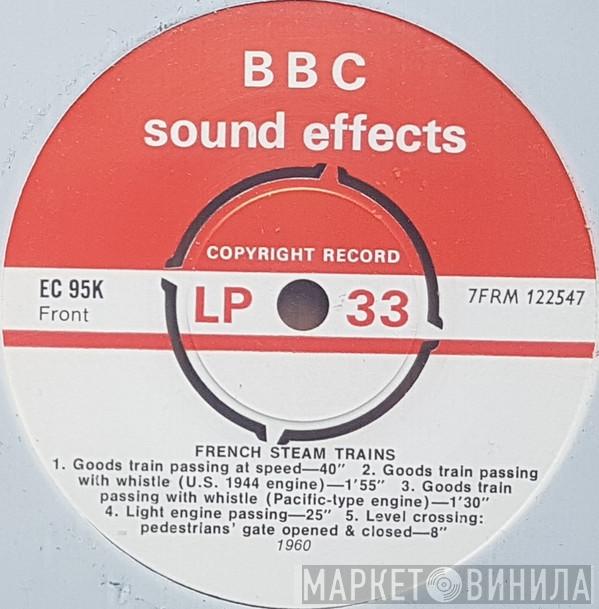 BBC
sound effects
COPYRIGHT RECORD
EC 95K
Front
LP 33
7FRM 122547
FRENCH STEAM TRAINS
1. Goods train passing at speed—40" 2. Goods train passing
with whistle (U.S. 1944 engine)—1'55" 3. Goods train
passing with whistle (Pacific-type engine)—1'30"
4. Light engine passing—25" 5. Level crossing:
pedestrians' gate opened & closed—8"
1960
МАРКЕТ ВИНИЛА